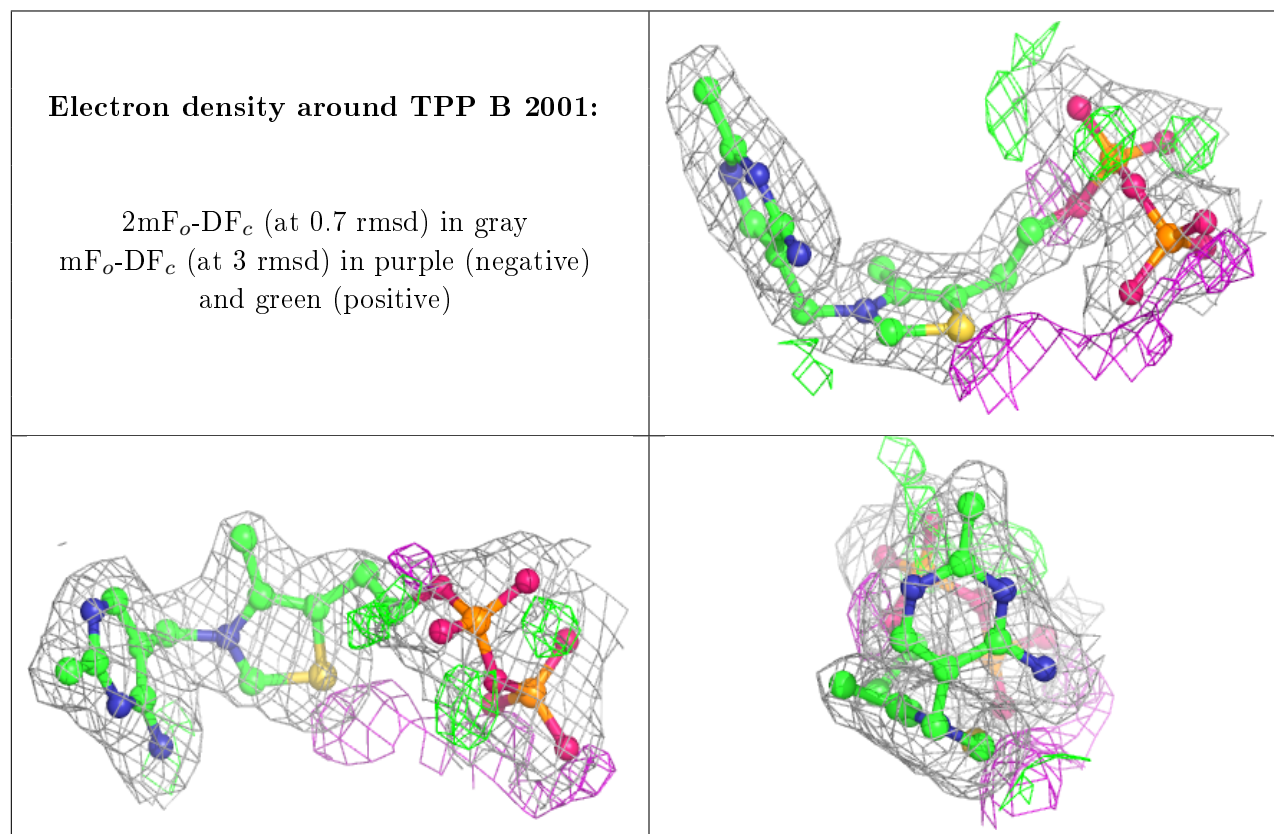 Electron density around TPP B 2001:
2mFₒ-DF𝒸 (at 0.7 rmsd) in gray
mFₒ-DF𝒸 (at 3 rmsd) in purple (negative)
and green (positive)